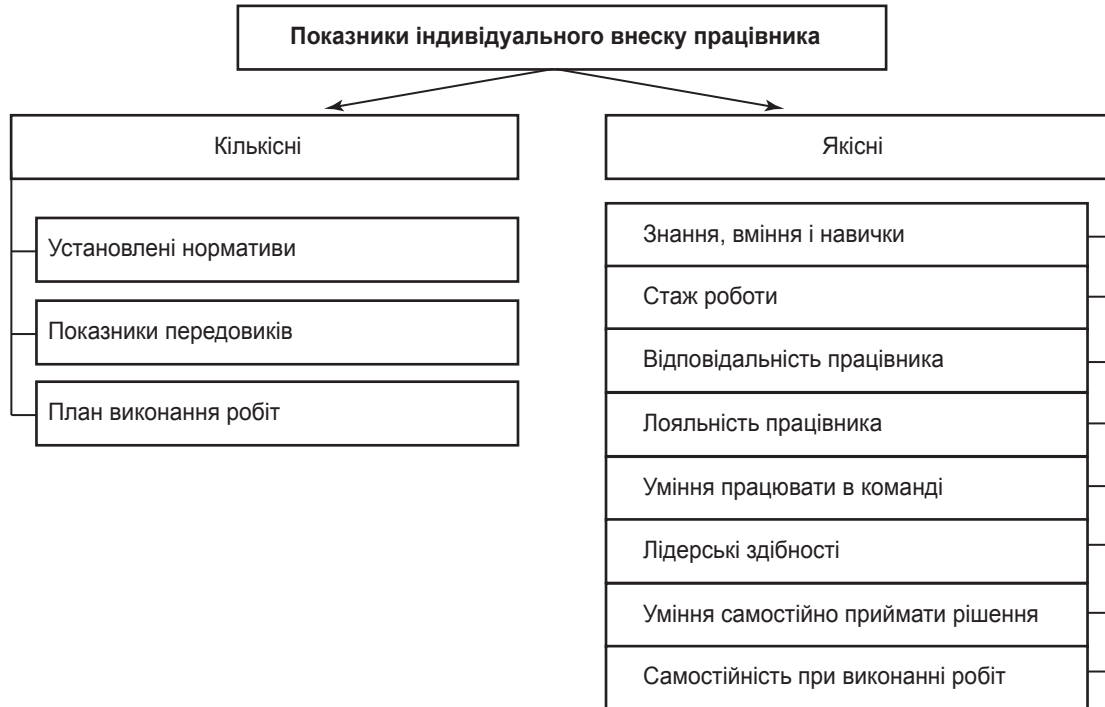 Показники індивідуального внеску працівника
Кількісні
Установлені нормативи
Показники передовиків
План виконання робіт
Якісні
Знання, вміння і навички
Стаж роботи
Відповідальність працівника
Лояльність працівника
Уміння працювати в команді
Лідерські здібності
Уміння самостійно приймати рішення
Самостійність при виконанні робіт